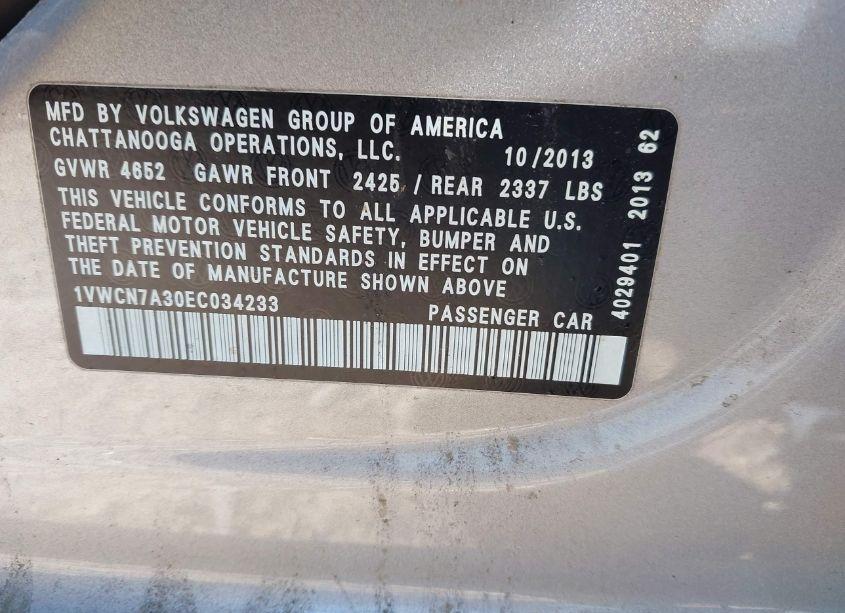 MFD BY VOLKSWAGEN GROUP OF AMERICA
CHATTANOOGA OPERATIONS, LLC. 10/2013
GVWR 4652 GAWR FRONT 2425 / REAR 2337 LBS
THIS VEHICLE CONFORMS TO ALL APPLICABLE U.S.
FEDERAL MOTOR VEHICLE SAFETY, BUMPER AND
THEFT PREVENTION STANDARDS IN EFFECT ON
THE DATE OF MANUFACTURE SHOWN ABOVE
1VWCN7A30EC034233 PASSENGER CAR
4029401 2013 62